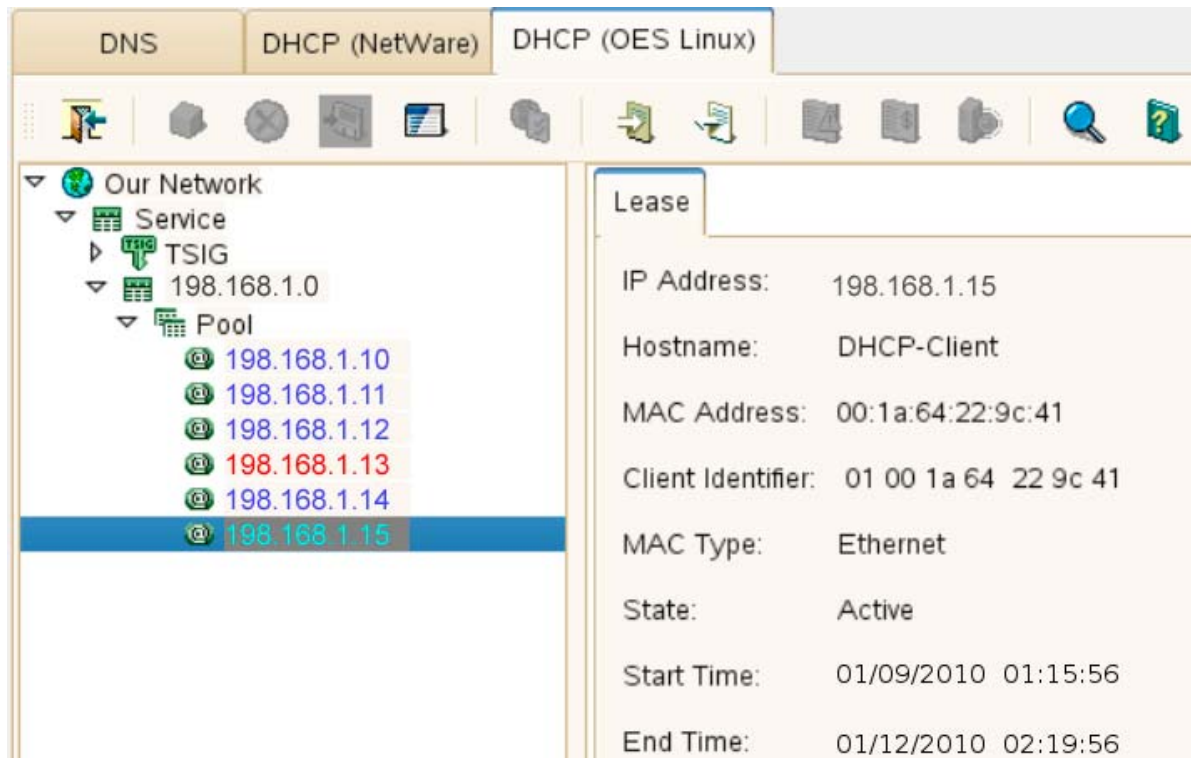 DNS
DHCP (NetWare)
DHCP (OES Linux)
Our Network
Service
TSIG
TSIG
198.168.1.0
Pool
198.168.1.10
198.168.1.11
198.168.1.12
198.168.1.13
198.168.1.14
198.168.1.15
Lease
IP Address: 198.168.1.15
Hostname: DHCP-Client
MAC Address: 00:1a:64:22:9c:41
Client Identifier: 01 00 1a 64 22 9c 41
MAC Type: Ethernet
State: Active
Start Time: 01/09/2010 01:15:56
End Time: 01/12/2010 02:19:56